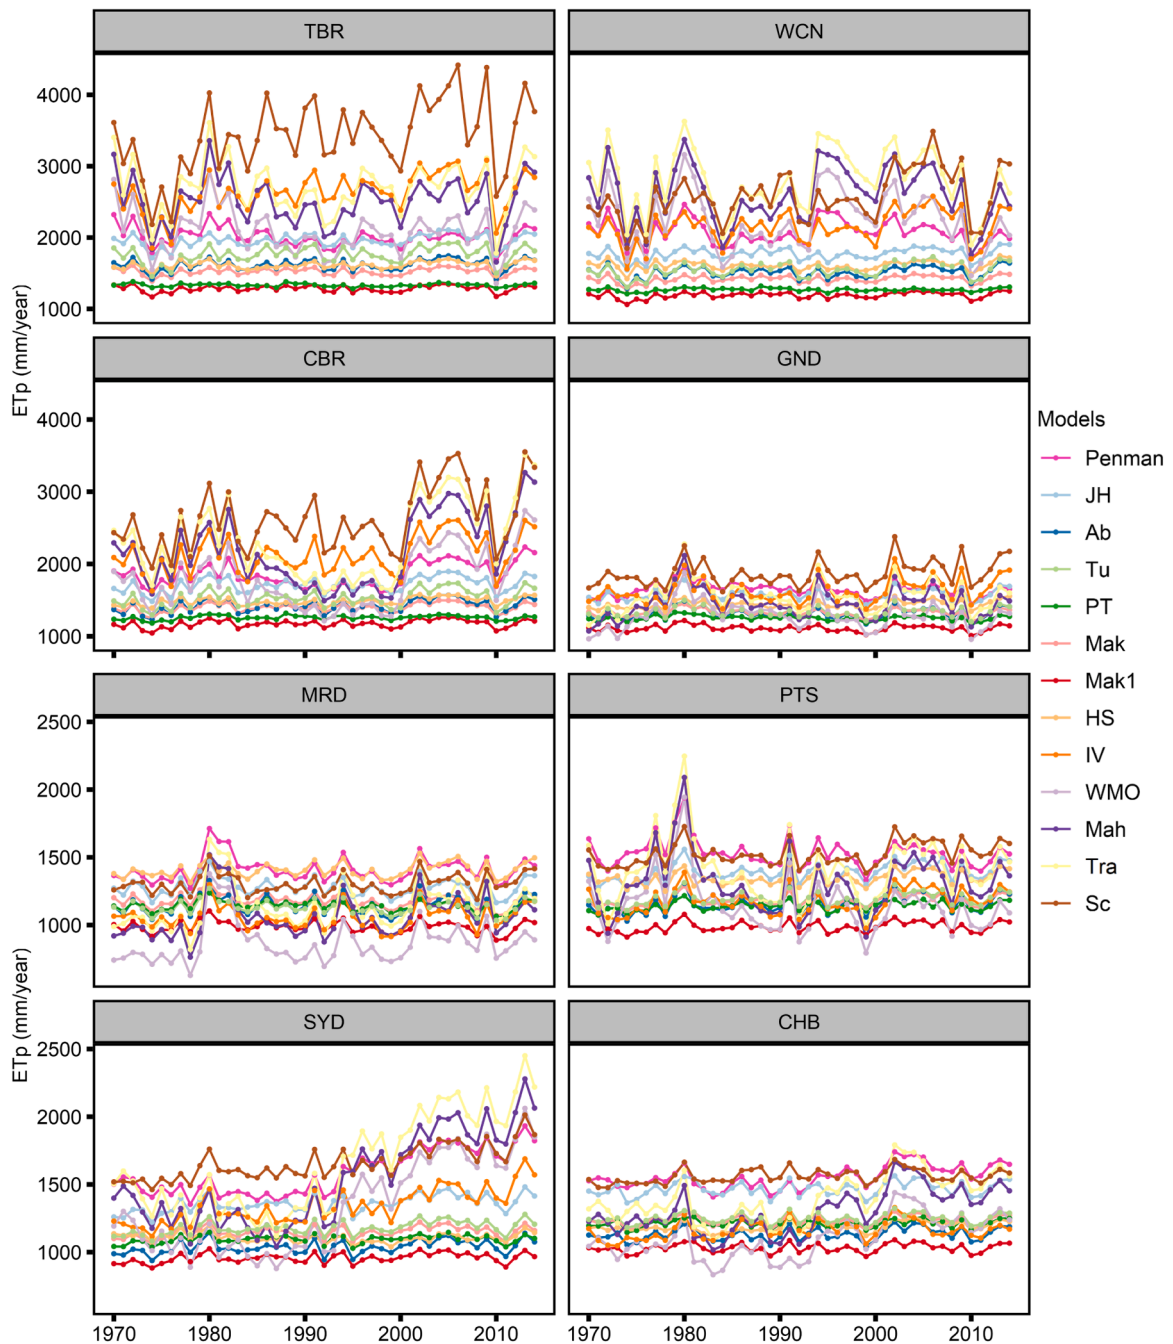 TBR
WCN
4000
3000
2000
1000
ETp (mm/year)
CBR
GND
4000
3000
2000
1000
Models
Penman
JH
Ab
Tu
PT
Mak
Mak1
HS
IV
WMO
Mah
Tra
Sc
MRD
PTS
2500
2000
1500
1000
ETp (mm/year)
SYD
CHB
2500
2000
1500
1000
1970 1980 1990 2000 2010
1970 1980 1990 2000 2010